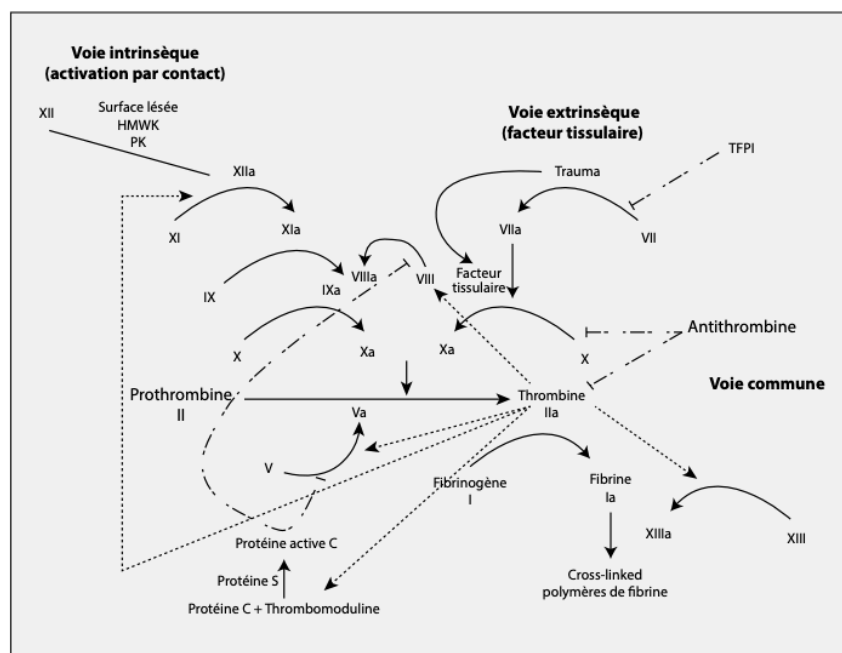 Voie intrinsèque
(activation par contact)
XII
Surface lésée
HMWK
PK
XIIa
XI
XIa
IX
IXa
VIIIa
VIII
X
Xa
Voie extrinsèque
(facteur tissulaire)
Trauma
TFPI
VIIa
VII
Facteur
tissulaire
Xa
X
Antithrombine
Voie commune
Prothrombine
II
Thrombine
IIa
Va
V
Fibrinogène
I
Fibrine
Ia
XIIIa
XIII
Protéine active C
Protéine S
Protéine C + Thrombomoduline
Cross-linked
polymères de fibrine